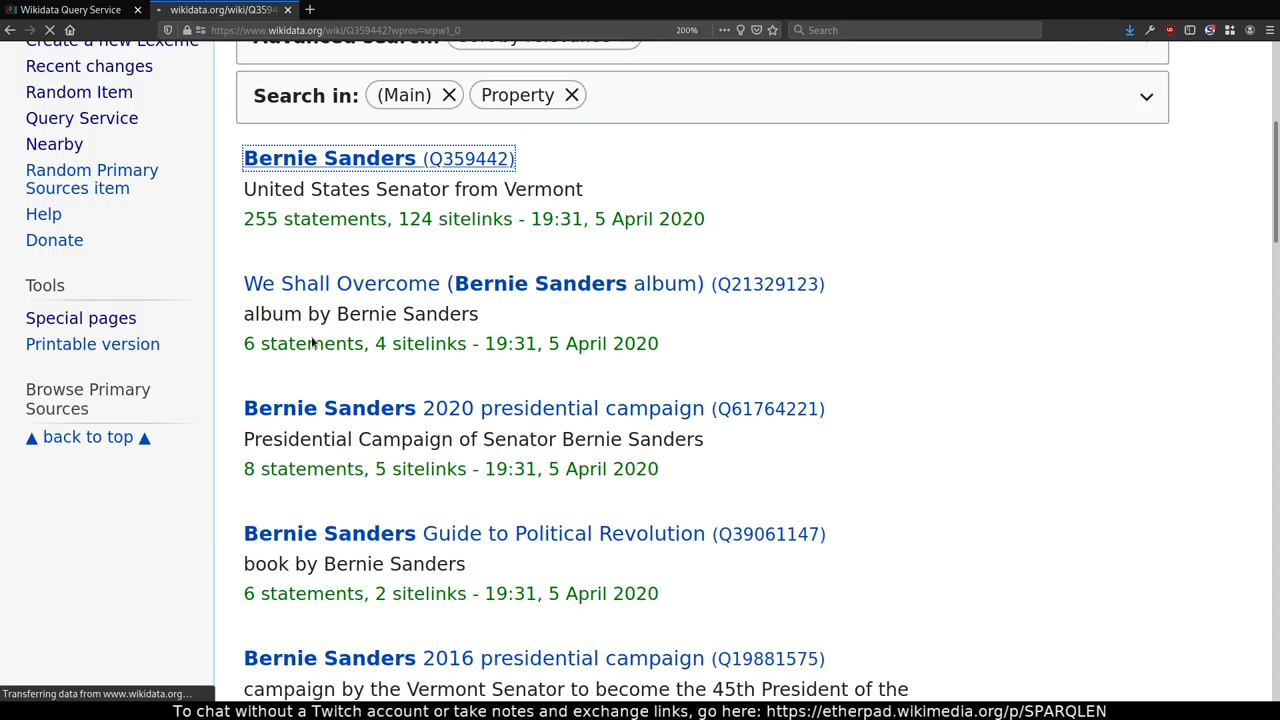 Wikidata Query Service
wikidata.org/wiki/Q3594
https://www.wikidata.org/wiki/Q359442?wprov=srpw1_0
200%
Search
Create a new Lexeme
Recent changes
Random Item
Query Service
Nearby
Random Primary
Sources item
Help
Donate
Tools
Special pages
Printable version
Browse Primary
Sources
▲ back to top ▲
Advanced search: Sort by relevance
Search in: (Main) Property
Bernie Sanders (Q359442)
United States Senator from Vermont
255 statements, 124 sitelinks - 19:31, 5 April 2020
We Shall Overcome (Bernie Sanders album) (Q21329123)
album by Bernie Sanders
6 statements, 4 sitelinks - 19:31, 5 April 2020
Bernie Sanders 2020 presidential campaign (Q61764221)
Presidential Campaign of Senator Bernie Sanders
8 statements, 5 sitelinks - 19:31, 5 April 2020
Bernie Sanders Guide to Political Revolution (Q39061147)
book by Bernie Sanders
6 statements, 2 sitelinks - 19:31, 5 April 2020
Bernie Sanders 2016 presidential campaign (Q19881575)
campaign by the Vermont Senator to become the 45th President of the
Transferring data from www.wikidata.org...
To chat without a Twitch account or take notes and exchange links, go here: https://etherpad.wikimedia.org/p/SPARQLEN